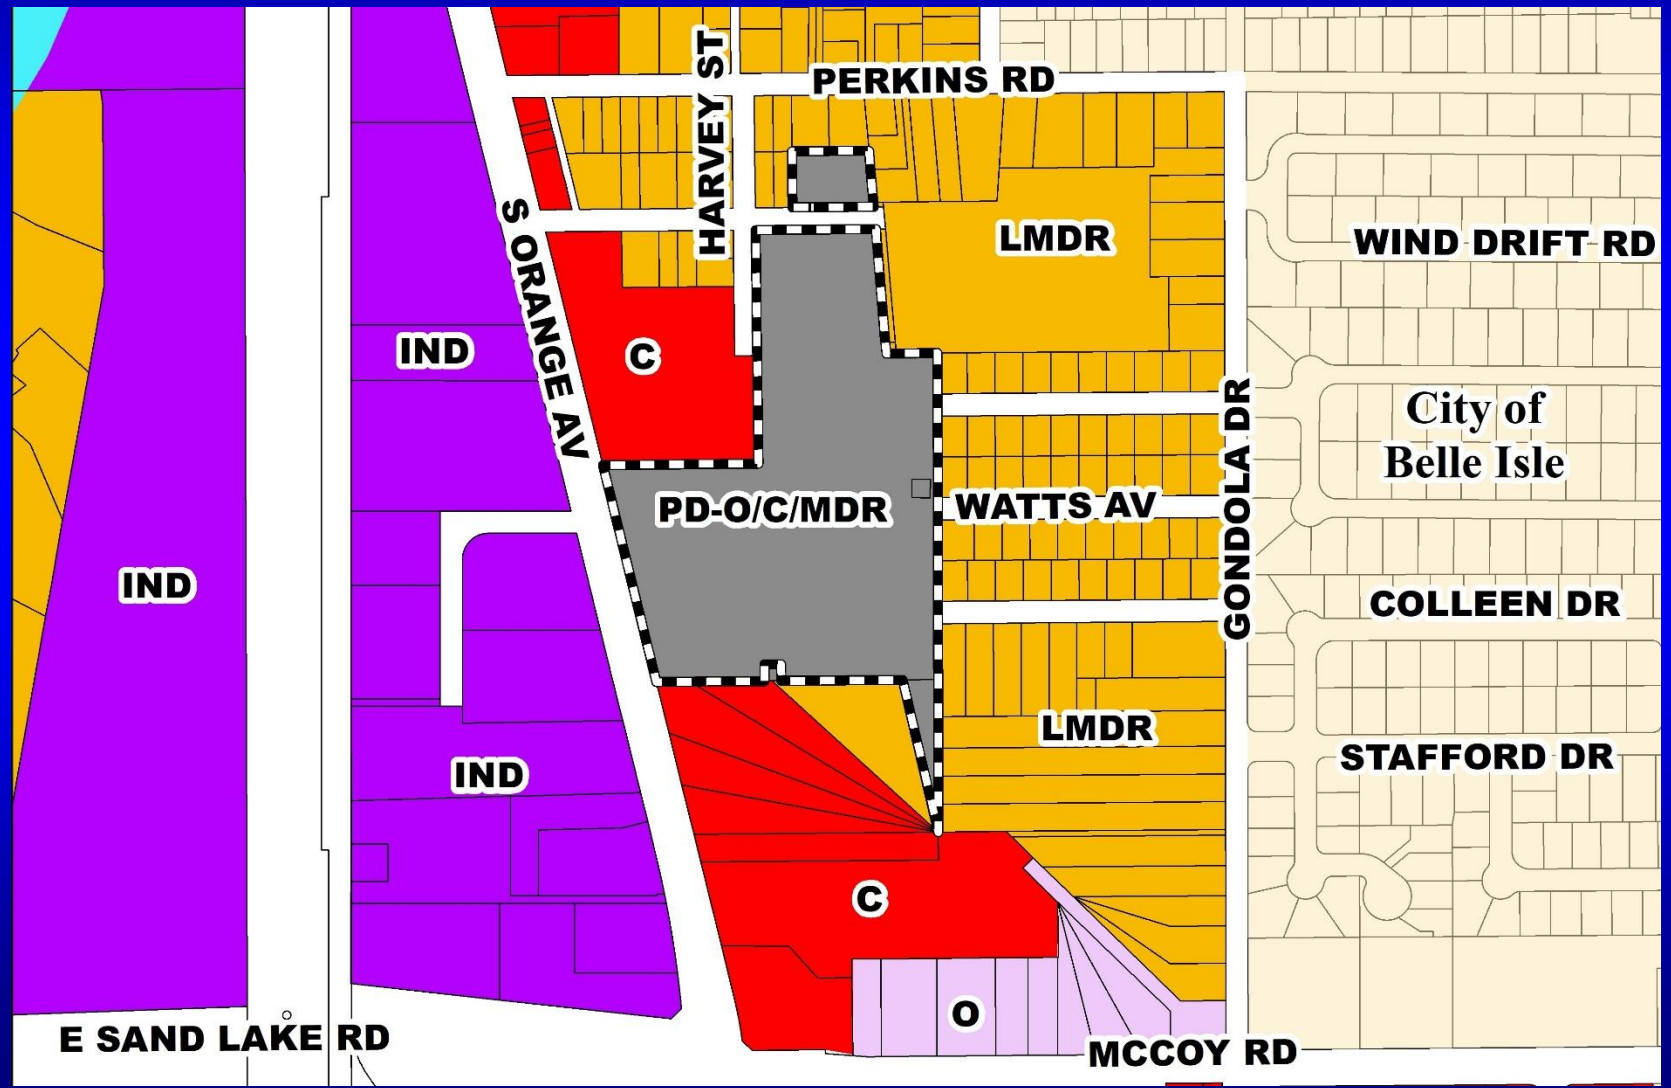 HARVEY ST
PERKINS RD
S ORANGE AV
LMDR
WIND DRIFT RD
IND
C
City of
Belle Isle
GONDOLA DR
PD-O/C/MDR
WATTS AV
IND
COLLEEN DR
LMDR
STAFFORD DR
IND
C
O
E SAND LAKE RD
MCCOY RD